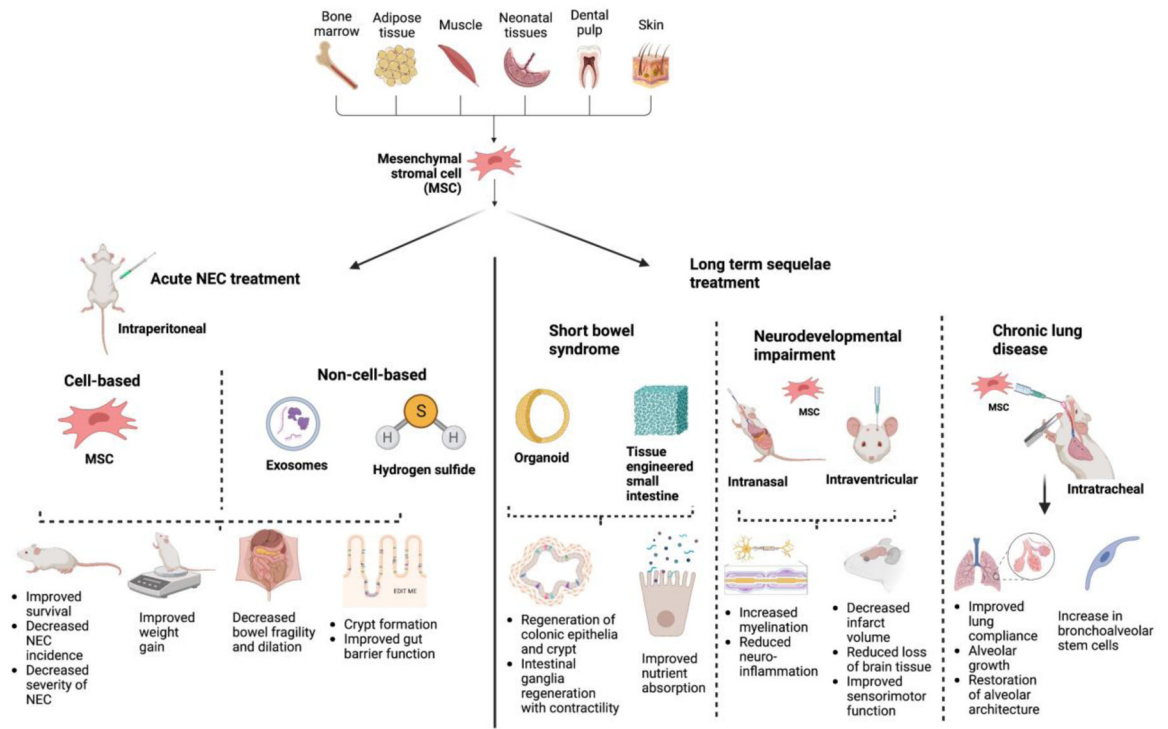 Bone
marrow
Adipose
tissue
Muscle
Neonatal
tissues
Dental
pulp
Skin
Mesenchymal
stromal cell
(MSC)
Acute NEC treatment
Intraperitoneal
Cell-based
MSC
Non-cell-based
Exosomes
S
H
H
Hydrogen sulfide
• Improved
survival
• Decreased
NEC
incidence
• Decreased
severity of
NEC
Improved
weight
gain
Decreased
bowel fragility
and dilation
EDIT ME
• Crypt formation
• Improved gut
barrier function
Long term sequelae
treatment
Short bowel
syndrome
Organoid
Tissue
engineered
small
intestine
• Regeneration of
colonic epithelia
and crypt
• Intestinal
ganglia
regeneration
with contractility
Improved
nutrient
absorption
Neurodevelopmental
impairment
MSC
Intranasal
Intraventricular
• Increased
myelination
• Reduced
neuro-
inflammation
• Decreased
infarct
volume
• Reduced loss
of brain tissue
• Improved
sensorimotor
function
Chronic lung
disease
MSC
Intratracheal
• Improved
lung
compliance
• Alveolar
growth
• Restoration
of alveolar
architecture
Increase in
bronchoalveolar
stem cells